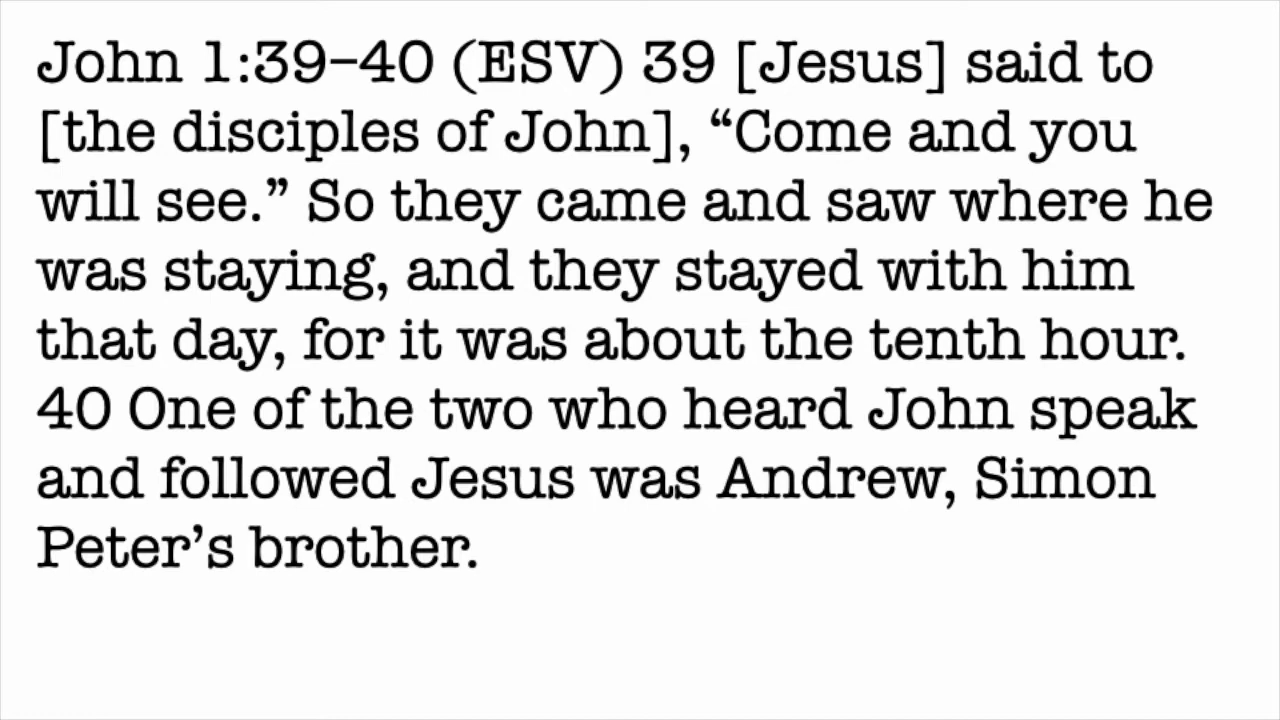 John 1:39–40 (ESV) 39 [Jesus] said to
[the disciples of John], “Come and you
will see.” So they came and saw where he
was staying, and they stayed with him
that day, for it was about the tenth hour.
40 One of the two who heard John speak
and followed Jesus was Andrew, Simon
Peter’s brother.